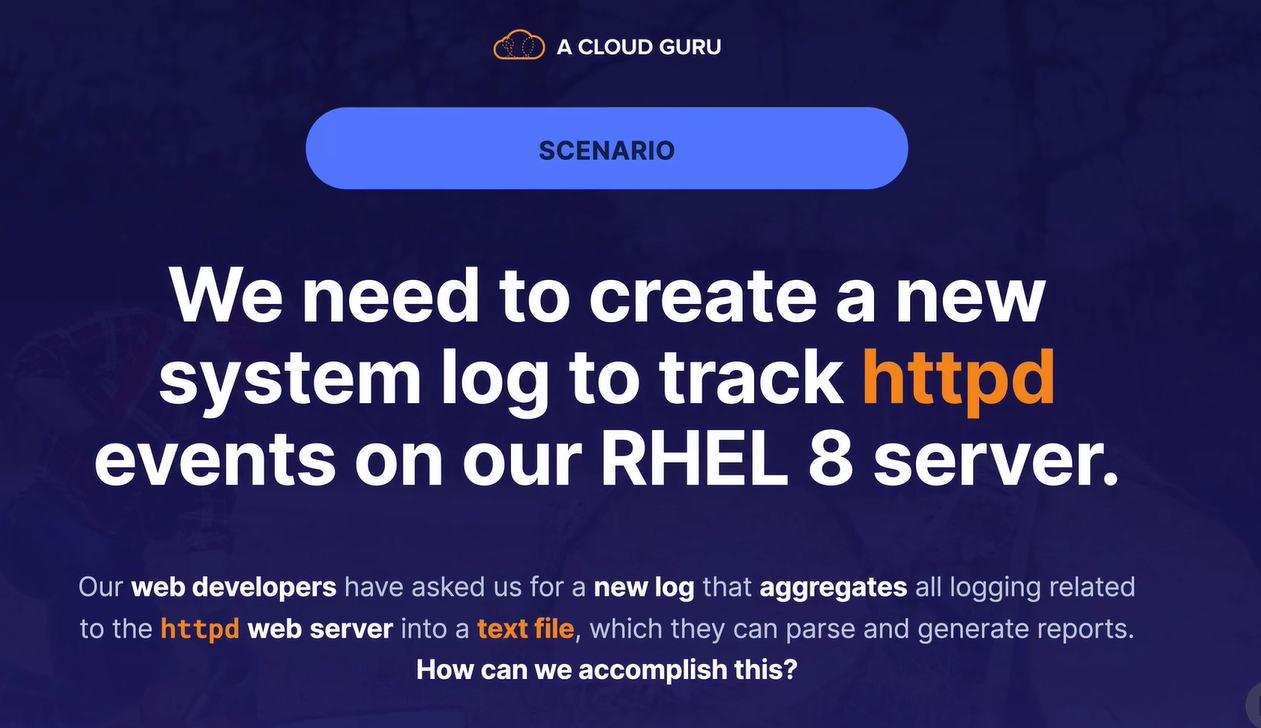 A CLOUD GURU
SCENARIO
We need to create a new
system log to track httpd
events on our RHEL 8 server.
Our web developers have asked us for a new log that aggregates all logging related
to the httpd web server into a text file, which they can parse and generate reports.
How can we accomplish this?